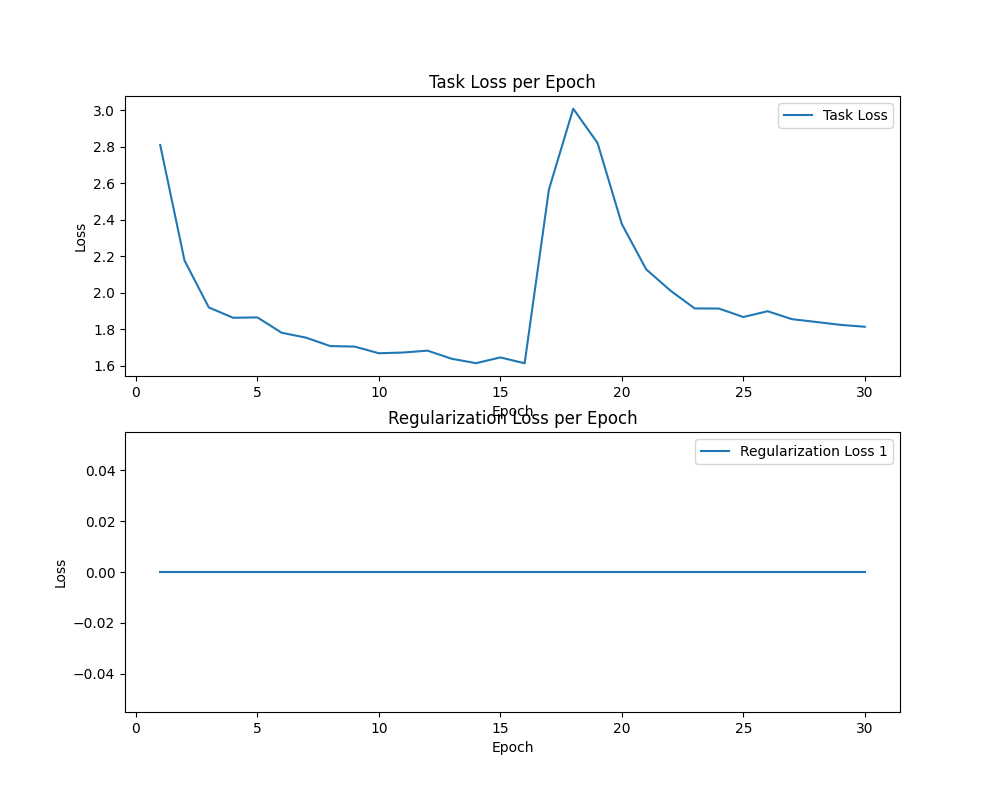 Task Loss per Epoch
3.0
2.8
2.6
2.4
2.2
2.0
1.8
1.6
Loss
Task Loss
0 5 10 15 20 25 30
Epoch
Regularization Loss per Epoch
0.04
0.02
0.00
−0.02
−0.04
Loss
Regularization Loss 1
0 5 10 15 20 25 30
Epoch